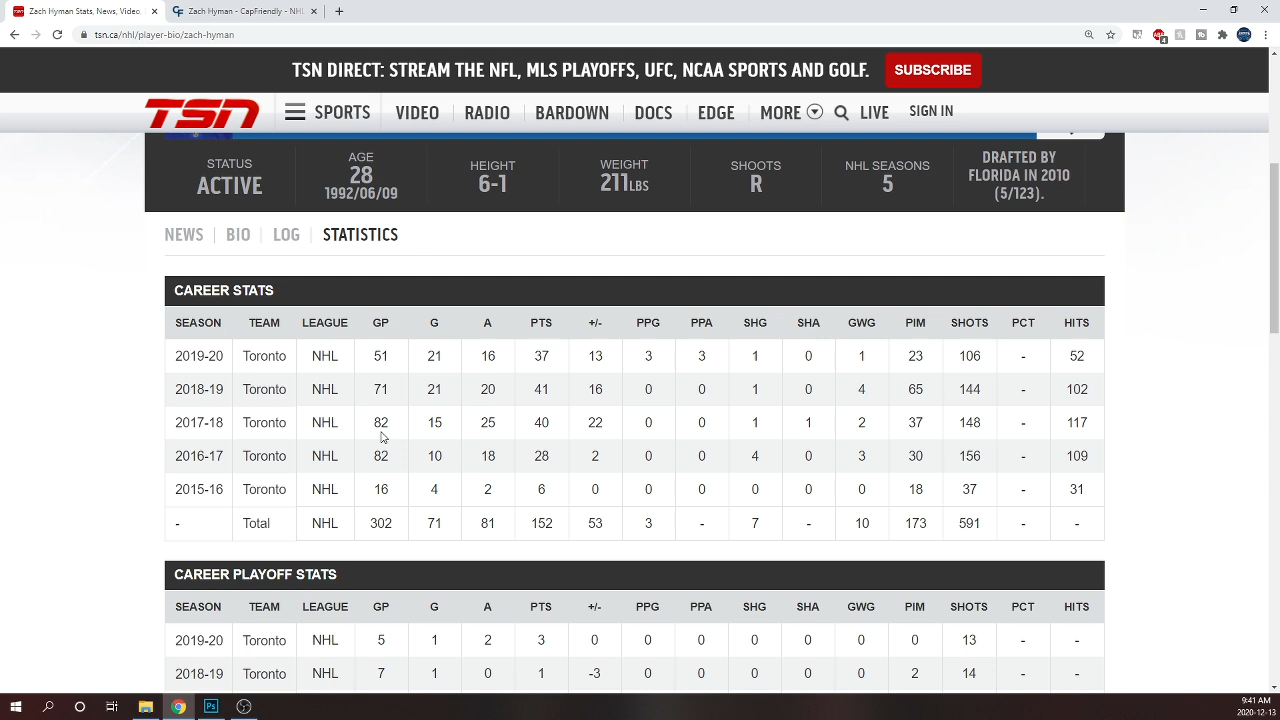 Zach Hyman Stats, News, Video,
Zach Hyman - CapFriendly - NHL
tsn.ca/nhl/player-bio/zach-hyman
TSN DIRECT: STREAM THE NFL, MLS PLAYOFFS, UFC, NCAA SPORTS AND GOLF. SUBSCRIBE
TSN SPORTS VIDEO RADIO BARDOWN DOCS EDGE MORE LIVE SIGN IN
STATUS AGE HEIGHT WEIGHT SHOOTS NHL SEASONS DRAFTED BY
ACTIVE 28 6-1 211LBS R 5 FLORIDA IN 2010
1992/06/09 (5/123).
NEWS BIO LOG STATISTICS
CAREER STATS
SEASON TEAM LEAGUE GP G A PTS +/- PPG PPA SHG SHA GWG PIM SHOTS PCT HITS
2019-20 Toronto NHL 51 21 16 37 13 3 3 1 0 1 23 106 - 52
2018-19 Toronto NHL 71 21 20 41 16 0 0 1 0 4 65 144 - 102
2017-18 Toronto NHL 82 15 25 40 22 0 0 1 1 2 37 148 - 117
2016-17 Toronto NHL 82 10 18 28 2 0 0 4 0 3 30 156 - 109
2015-16 Toronto NHL 16 4 2 6 0 0 0 0 0 0 18 37 - 31
- Total NHL 302 71 81 152 53 3 - 7 - 10 173 591 - -
CAREER PLAYOFF STATS
SEASON TEAM LEAGUE GP G A PTS +/- PPG PPA SHG SHA GWG PIM SHOTS PCT HITS
2019-20 Toronto NHL 5 1 2 3 0 0 0 0 0 0 0 13 - -
2018-19 Toronto NHL 7 1 0 1 -3 0 0 0 0 0 2 14 - -
9:41 AM
2020-12-13